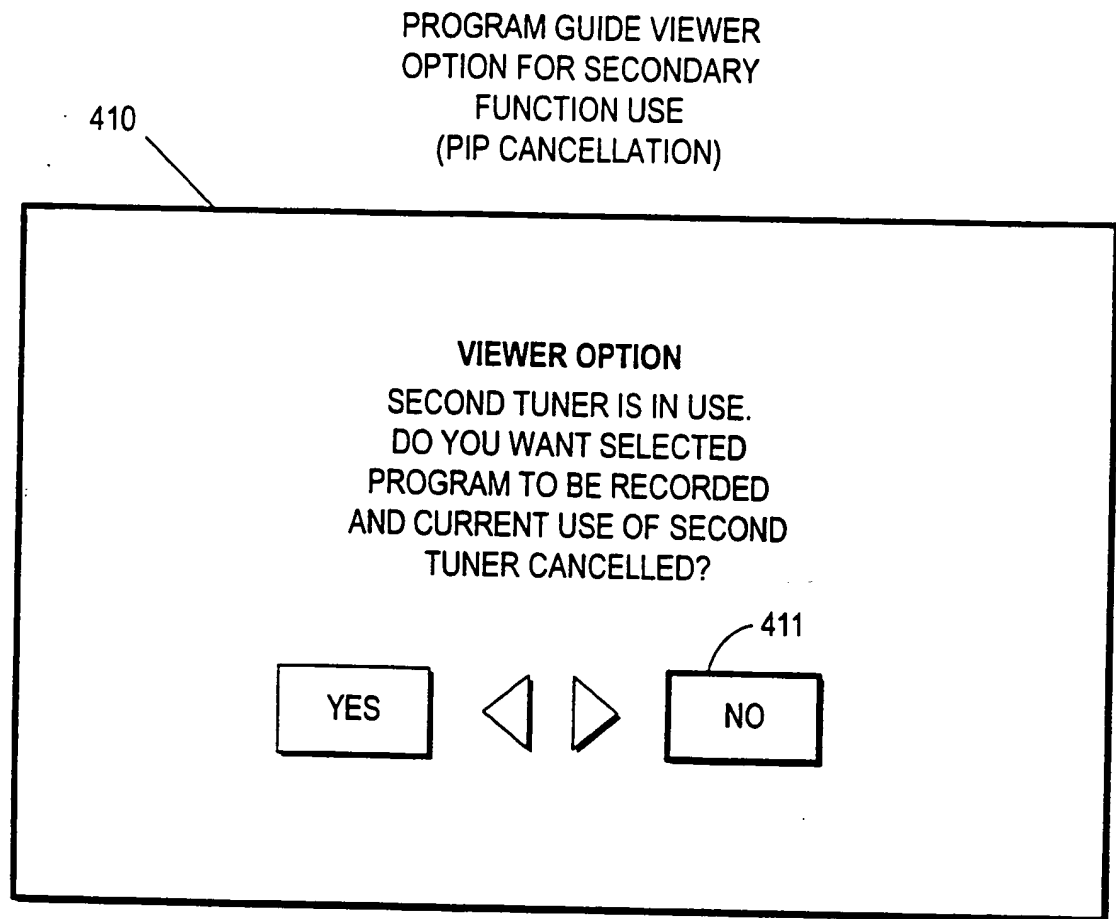 PROGRAM GUIDE VIEWER
OPTION FOR SECONDARY
FUNCTION USE
(PIP CANCELLATION)
410
VIEWER OPTION
SECOND TUNER IS IN USE.
DO YOU WANT SELECTED
PROGRAM TO BE RECORDED
AND CURRENT USE OF SECOND
TUNER CANCELLED?
411
YES
NO